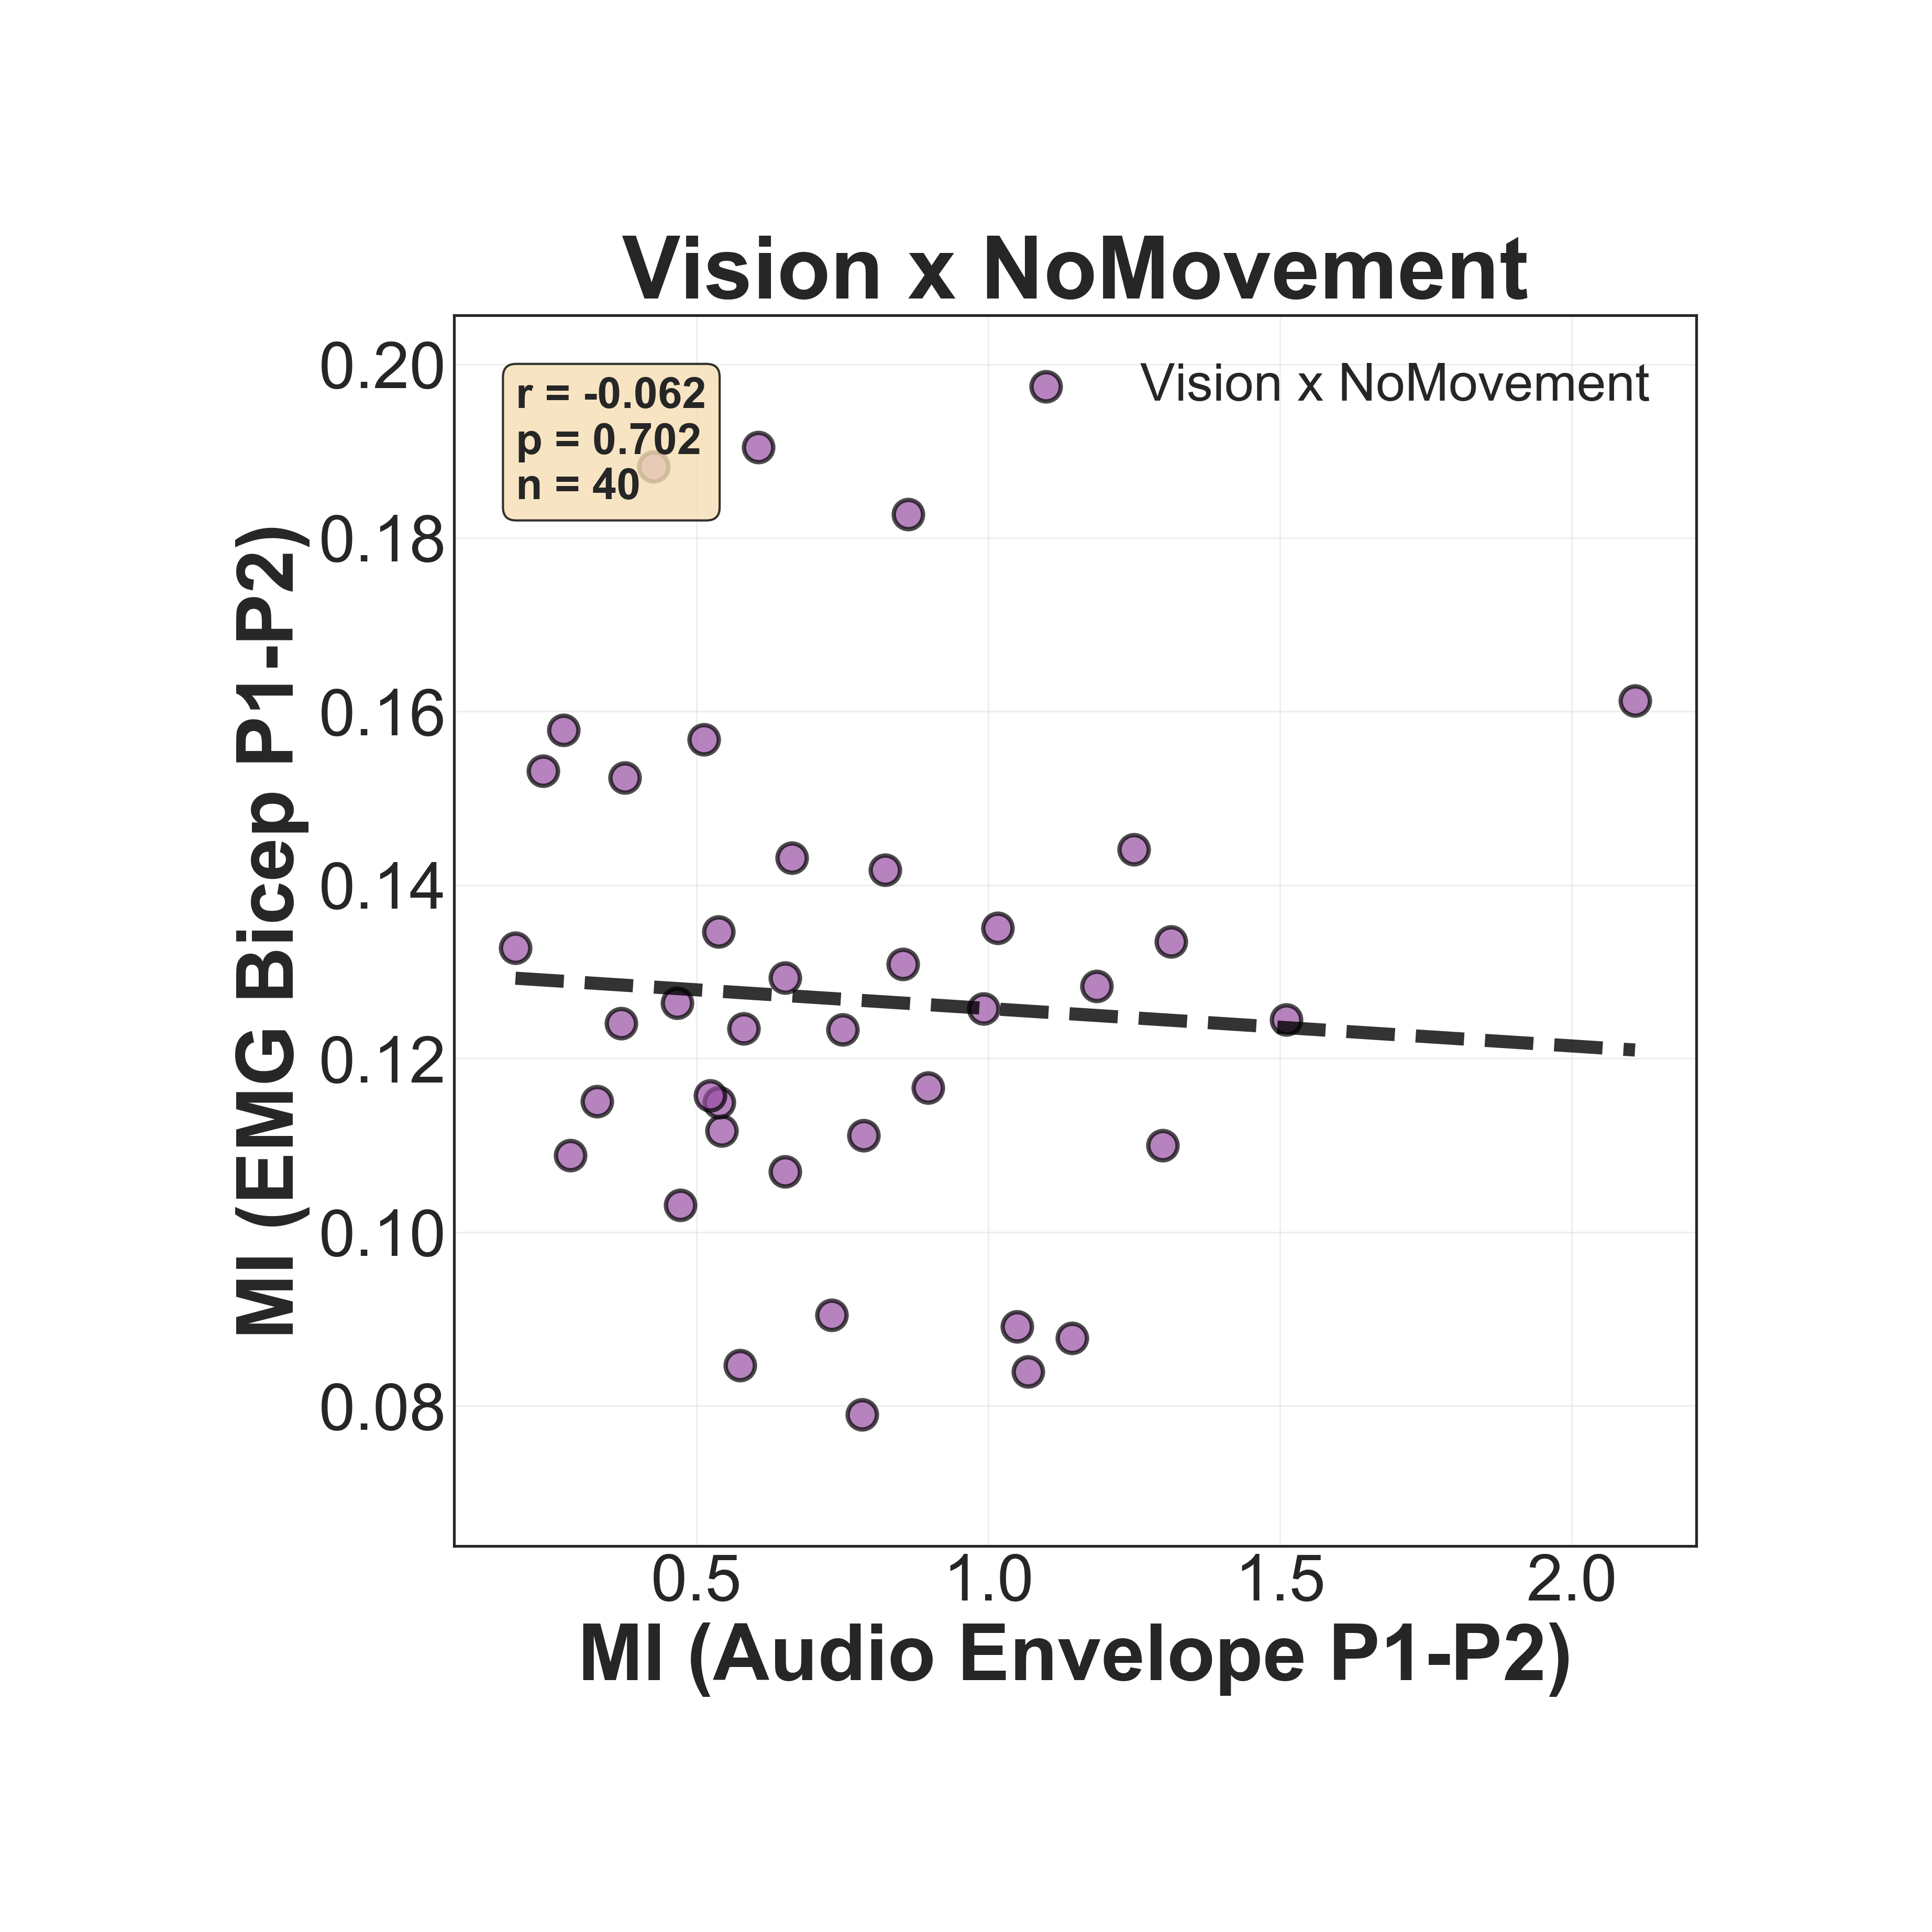 Vision x NoMovement
r = -0.062
p = 0.702
n = 40
Vision x NoMovement
MI (EMG Bicep P1-P2)
0.20
0.18
0.16
0.14
0.12
0.10
0.08
0.5 1.0 1.5 2.0
MI (Audio Envelope P1-P2)